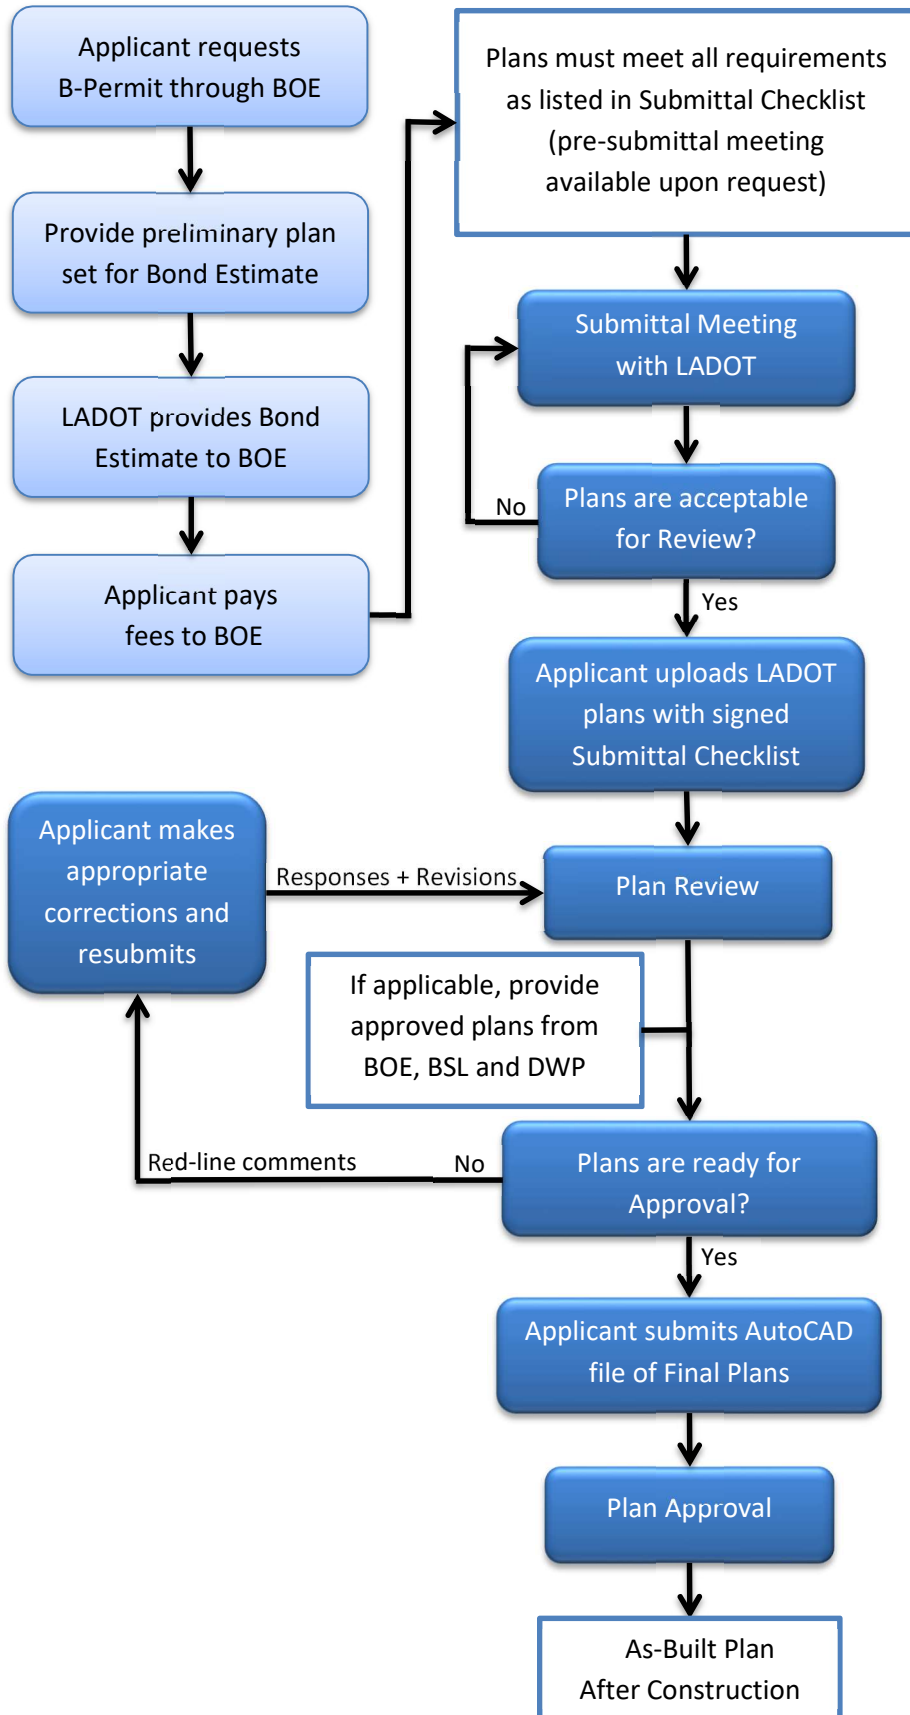 Applicant requests
B-Permit through BOE
Provide preliminary plan
set for Bond Estimate
LADOT provides Bond
Estimate to BOE
Applicant pays
fees to BOE
Plans must meet all requirements
as listed in Submittal Checklist
(pre-submittal meeting
available upon request)
Submittal Meeting
with LADOT
Plans are acceptable
for Review?
No
Yes
Applicant uploads LADOT
plans with signed
Submittal Checklist
Plan Review
Applicant makes
appropriate
corrections and
resubmits
Responses + Revisions
If applicable, provide
approved plans from
BOE, BSL and DWP
Plans are ready for
Approval?
Red-line comments
No
Yes
Applicant submits AutoCAD
file of Final Plans
Plan Approval
As-Built Plan
After Construction